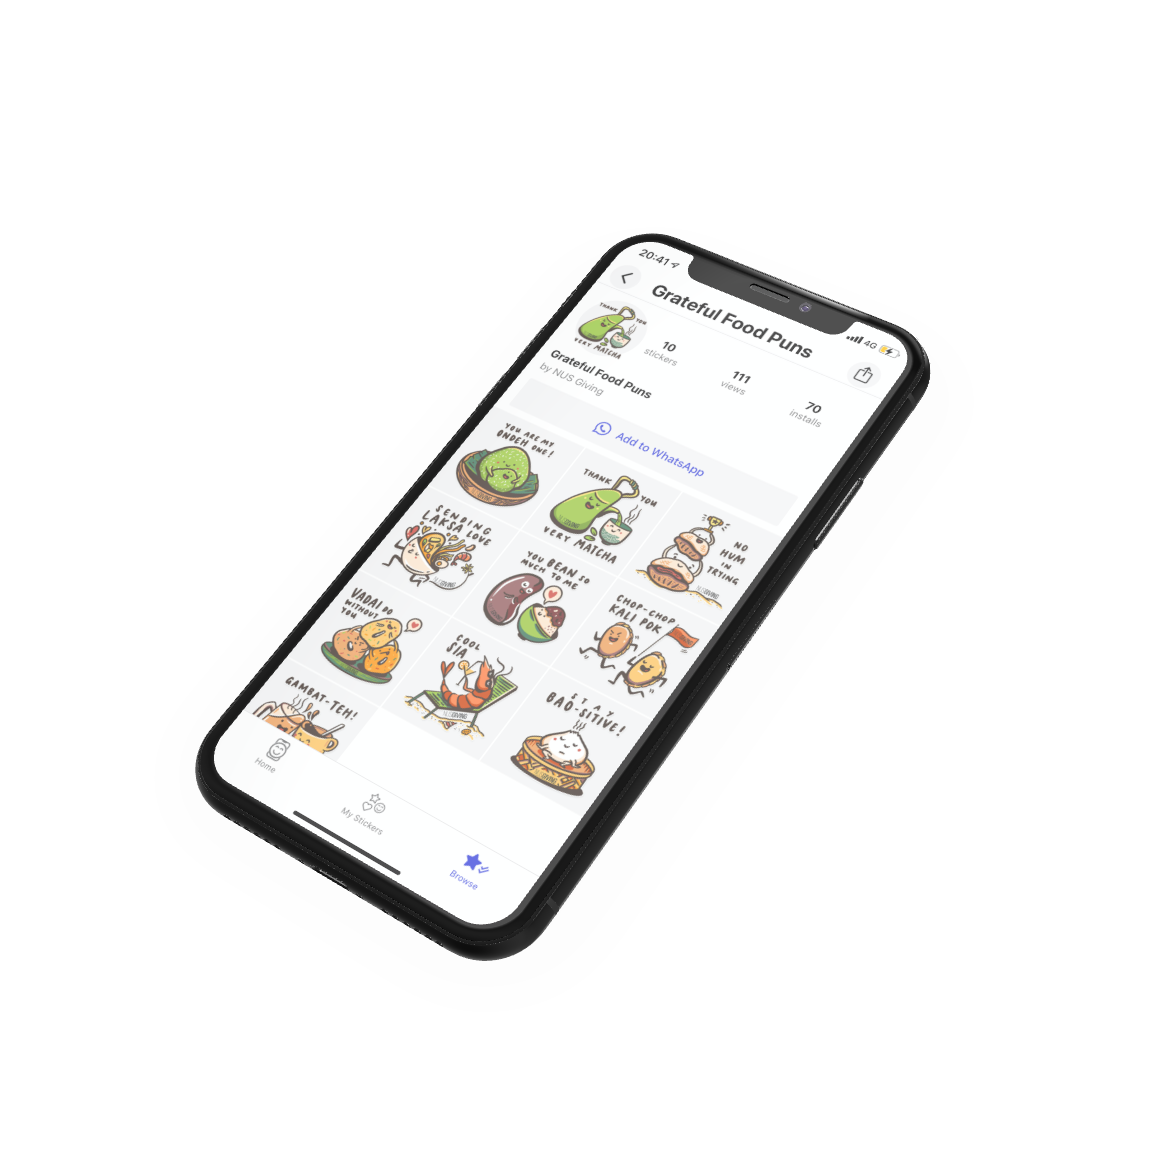 20:41
4G
Grateful Food Puns
THANK YOU
VERY MATCHA
10
stickers
111
views
70
installs
Grateful Food Puns
by NUS Giving
Add to WhatsApp
YOU ARE MY
ONDEH ONE!
THANK YOU
VERY MATCHA
NO
HUM
IN
TRYING
SENDING
LAKSA LOVE
YOU BEAN SO
MUCH TO ME
CHOP-CHOP
KALI POK
VADAI DO
WITHOUT
YOU
COOL
SIA
STAY
BAO-SITIVE!
GAMBAT-TEH!
Home
My Stickers
Browse